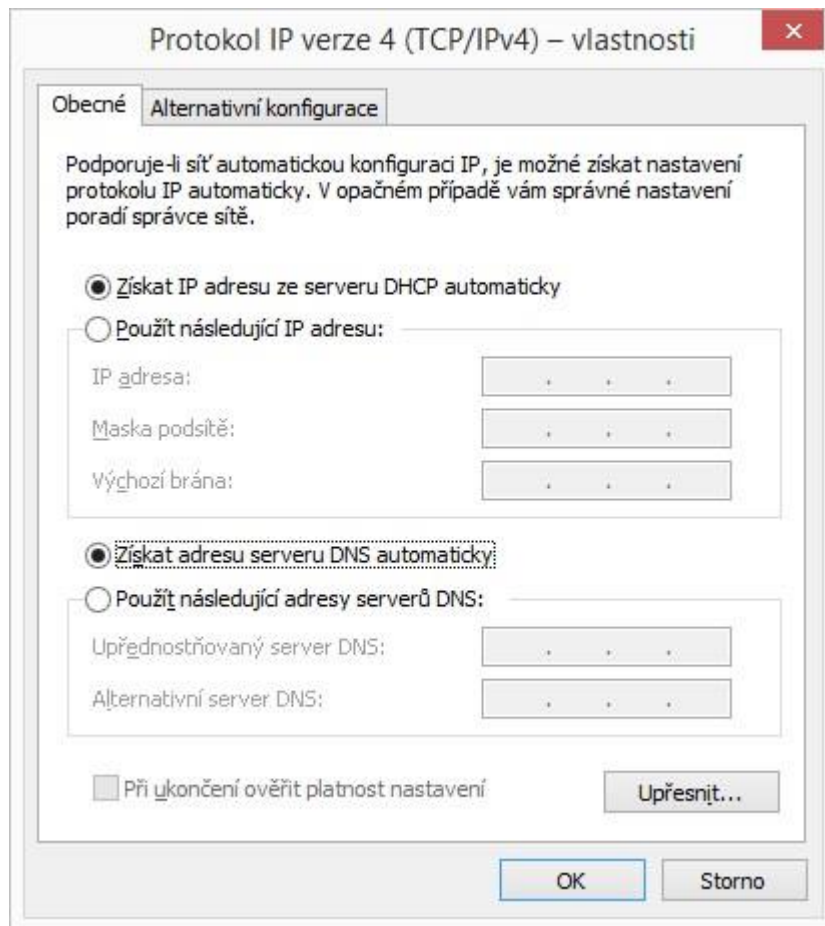 Protokol IP verze 4 (TCP/IPv4) – vlastnosti
Obecné
Alternativní konfigurace
Podporuje-li síť automatickou konfiguraci IP, je možné získat nastavení
protokolu IP automaticky. V opačném případě vám správné nastavení
poradí správce sítě.
Získat IP adresu ze serveru DHCP automaticky
Použít následující IP adresu:
IP adresa:
Maska podsítě:
Výchozí brána:
Získat adresu serveru DNS automaticky
Použít následující adresy serverů DNS:
Upřednostňovaný server DNS:
Alternativní server DNS:
Při ukončení ověřit platnost nastavení
Upřesnit...
OK
Storno